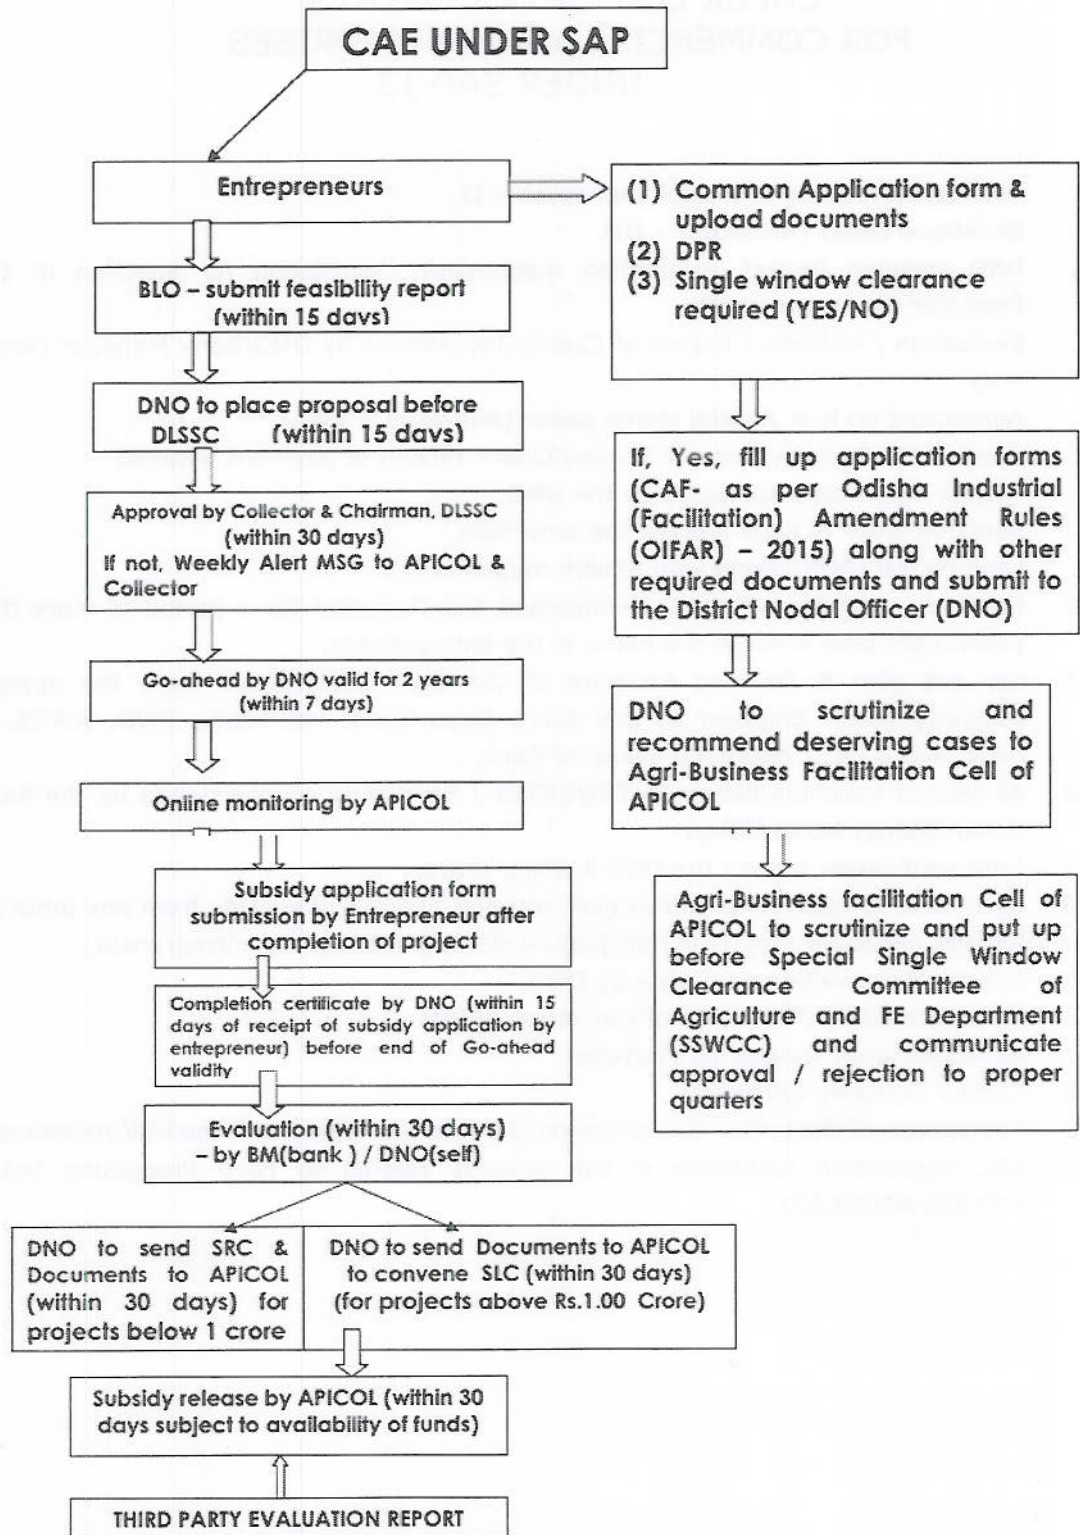 CAE UNDER SAP
Entrepreneurs
(1) Common Application form &
upload documents
(2) DPR
(3) Single window clearance
required (YES/NO)
BLO – submit feasibility report
(within 15 days)
DNO to place proposal before
DLSSC (within 15 days)
If, Yes, fill up application forms
(CAF- as per Odisha Industrial
(Facilitation) Amendment Rules
(OIFAR) – 2015) along with other
required documents and submit to
the District Nodal Officer (DNO)
Approval by Collector & Chairman, DLSSC
(within 30 days)
If not, Weekly Alert MSG to APICOL &
Collector
Go-ahead by DNO valid for 2 years
(within 7 days)
DNO to scrutinize and
recommend deserving cases to
Agri-Business Facilitation Cell of
APICOL
Online monitoring by APICOL
Subsidy application form
submission by Entrepreneur after
completion of project
Agri-Business facilitation Cell of
APICOL to scrutinize and put up
before Special Single Window
Clearance Committee of
Agriculture and FE Department
(SSWCC) and communicate
approval / rejection to proper
quarters
Completion certificate by DNO (within 15
days of receipt of subsidy application by
entrepreneur) before end of Go-ahead
validity
Evaluation (within 30 days)
– by BM(bank ) / DNO(self)
DNO to send SRC &
Documents to APICOL
(within 30 days) for
projects below 1 crore
DNO to send Documents to APICOL
to convene SLC (within 30 days)
(for projects above Rs.1.00 Crore)
Subsidy release by APICOL (within 30
days subject to availability of funds)
THIRD PARTY EVALUATION REPORT